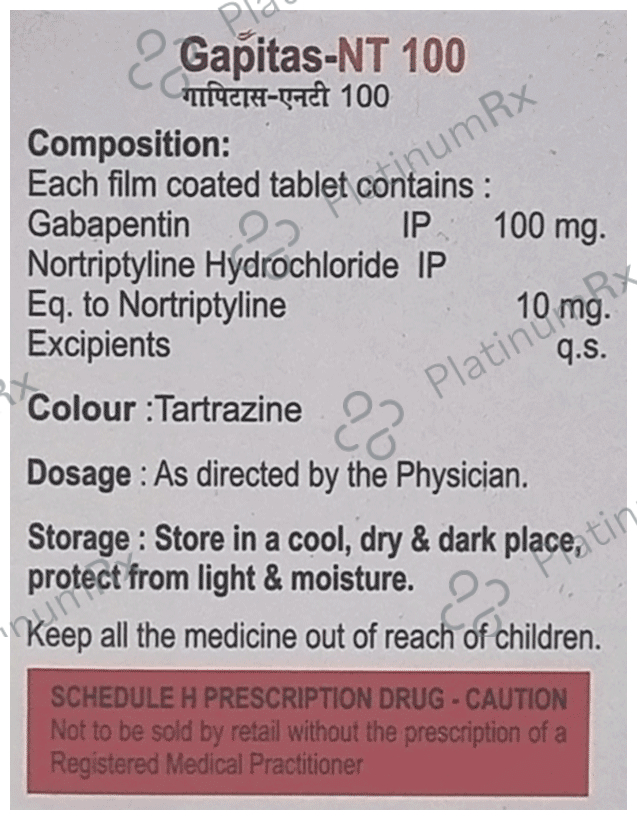 Gapitas-NT 100
गापिटास-एनटी 100
Composition:
Each film coated tablet contains :
Gabapentin IP 100 mg.
Nortriptyline Hydrochloride IP
Eq. to Nortriptyline 10 mg.
Excipients q.s.
Colour :Tartrazine
Dosage : As directed by the Physician.
Storage : Store in a cool, dry & dark place,
protect from light & moisture.
Keep all the medicine out of reach of children.
SCHEDULE H PRESCRIPTION DRUG - CAUTION
Not to be sold by retail without the prescription of a
Registered Medical Practitioner
PlatinumRx
PlatinumRx